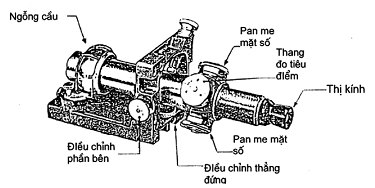 Ngỗng cầu
Pan me
mặt số
Thang
đo tiêu
điểm
Thị kính
Pan me mặt
số
Điều chỉnh
phần bên
Điều chỉnh thẳng
đứng